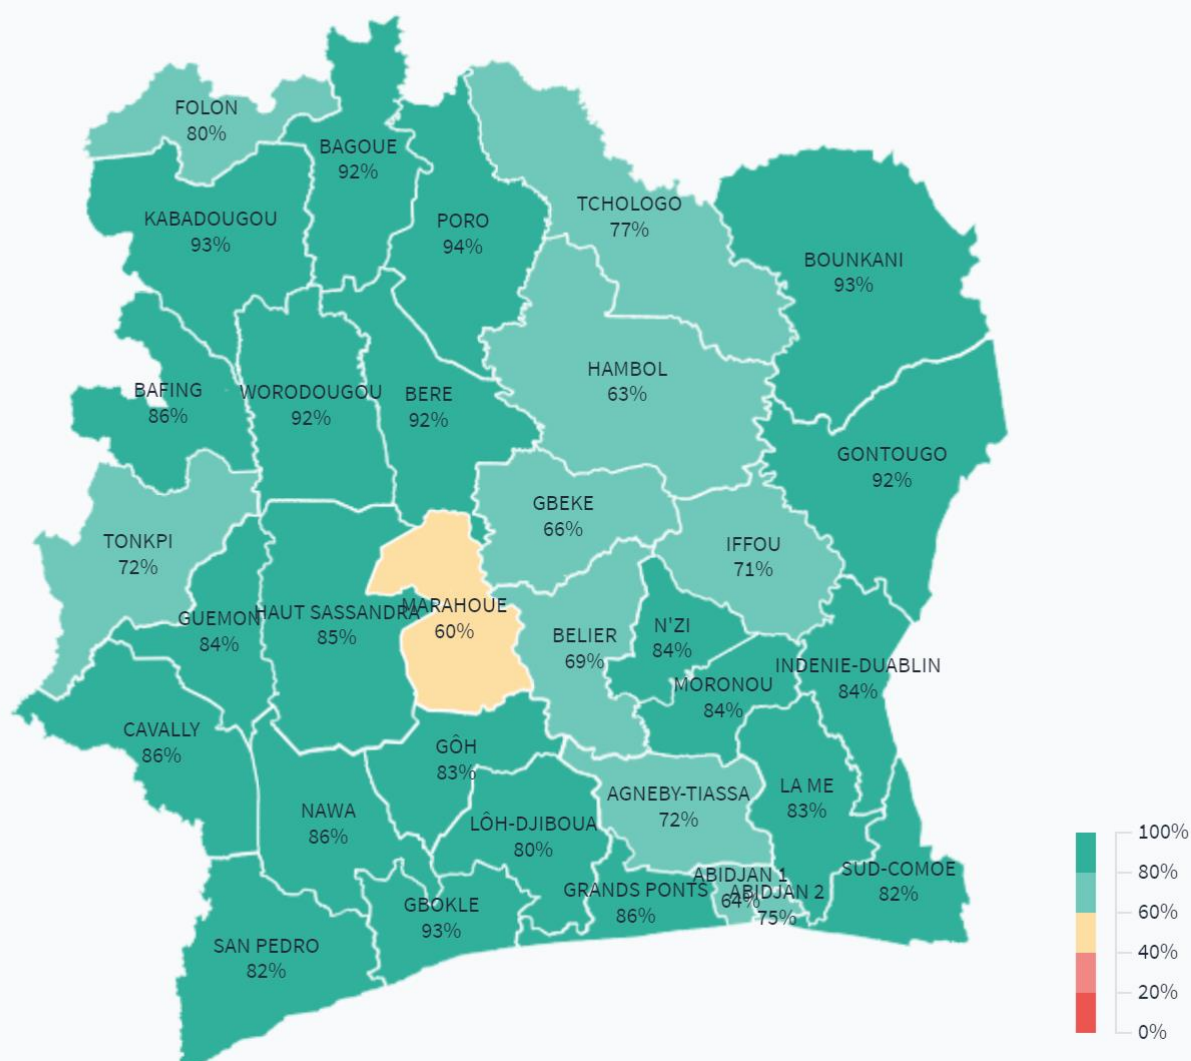 FOLON
80%
BAGOUE
92%
KABADOUGOU
93%
PORO
94%
TCHOLOGO
77%
BOUNKANI
93%
BAFING
86%
WORODOUGOU
92%
BERE
92%
HAMBOL
63%
GONTOUGO
92%
TONKPI
72%
GBEKE
66%
IFFOU
71%
GUEMON
84%
HAUT SASSANDRA
85%
MARAHOUE
60%
BELIER
69%
N'ZI
84%
MORONOU
84%
INDENIE-DUABLIN
84%
CAVALLY
86%
GÔH
83%
NAWA
86%
LÔH-DJIBOUA
80%
AGNEBY-TIASSA
72%
LA ME
83%
SAN PEDRO
82%
GBOKLE
93%
GRANDS PONTS
86%
ABIDJAN 1
64%
ABIDJAN 2
75%
SUD-COMOE
82%
100%
80%
60%
40%
20%
0%